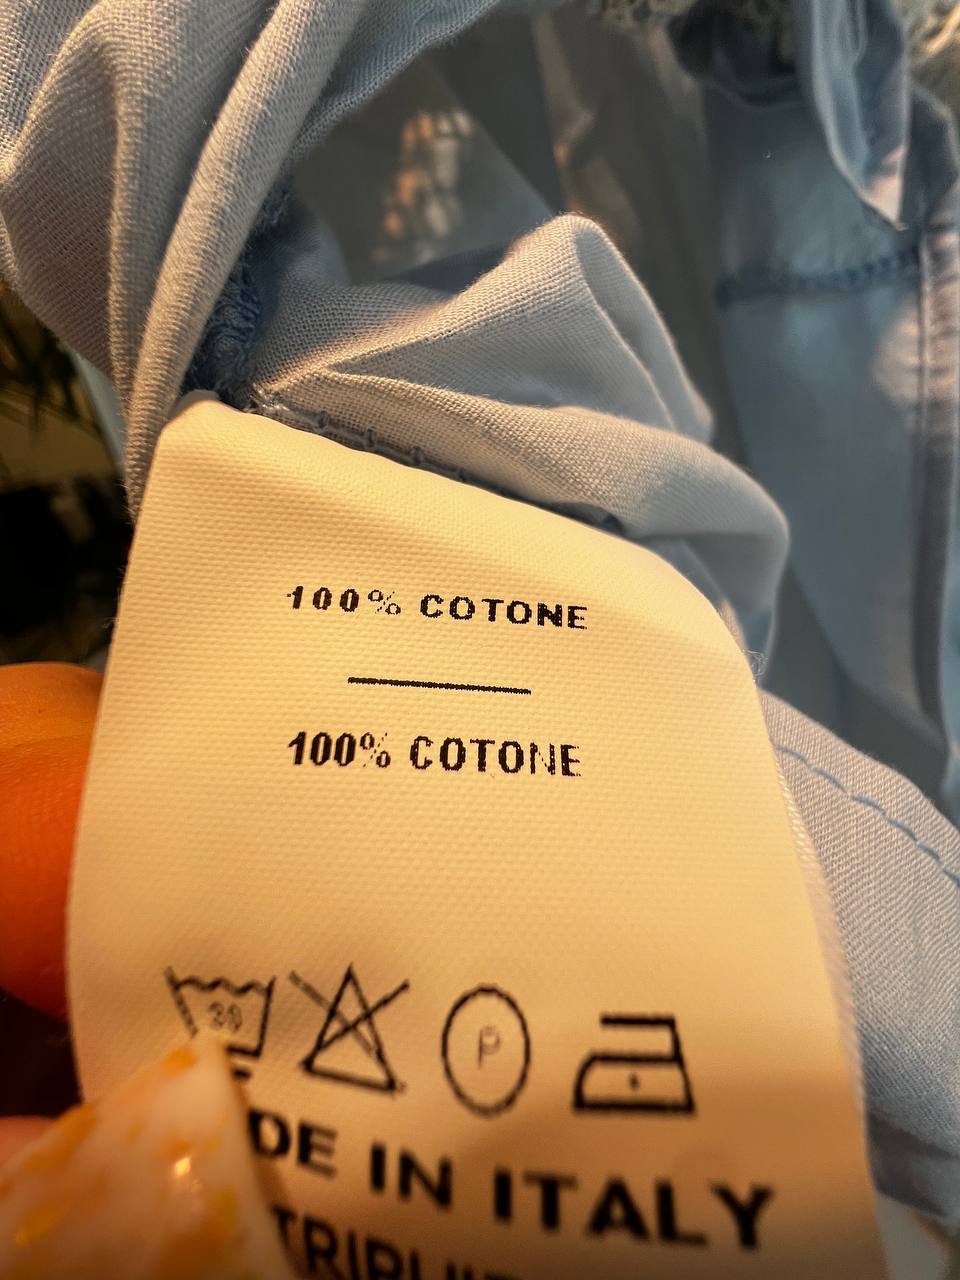 100% COTONE
100% COTONE
30 P
DE IN ITALY